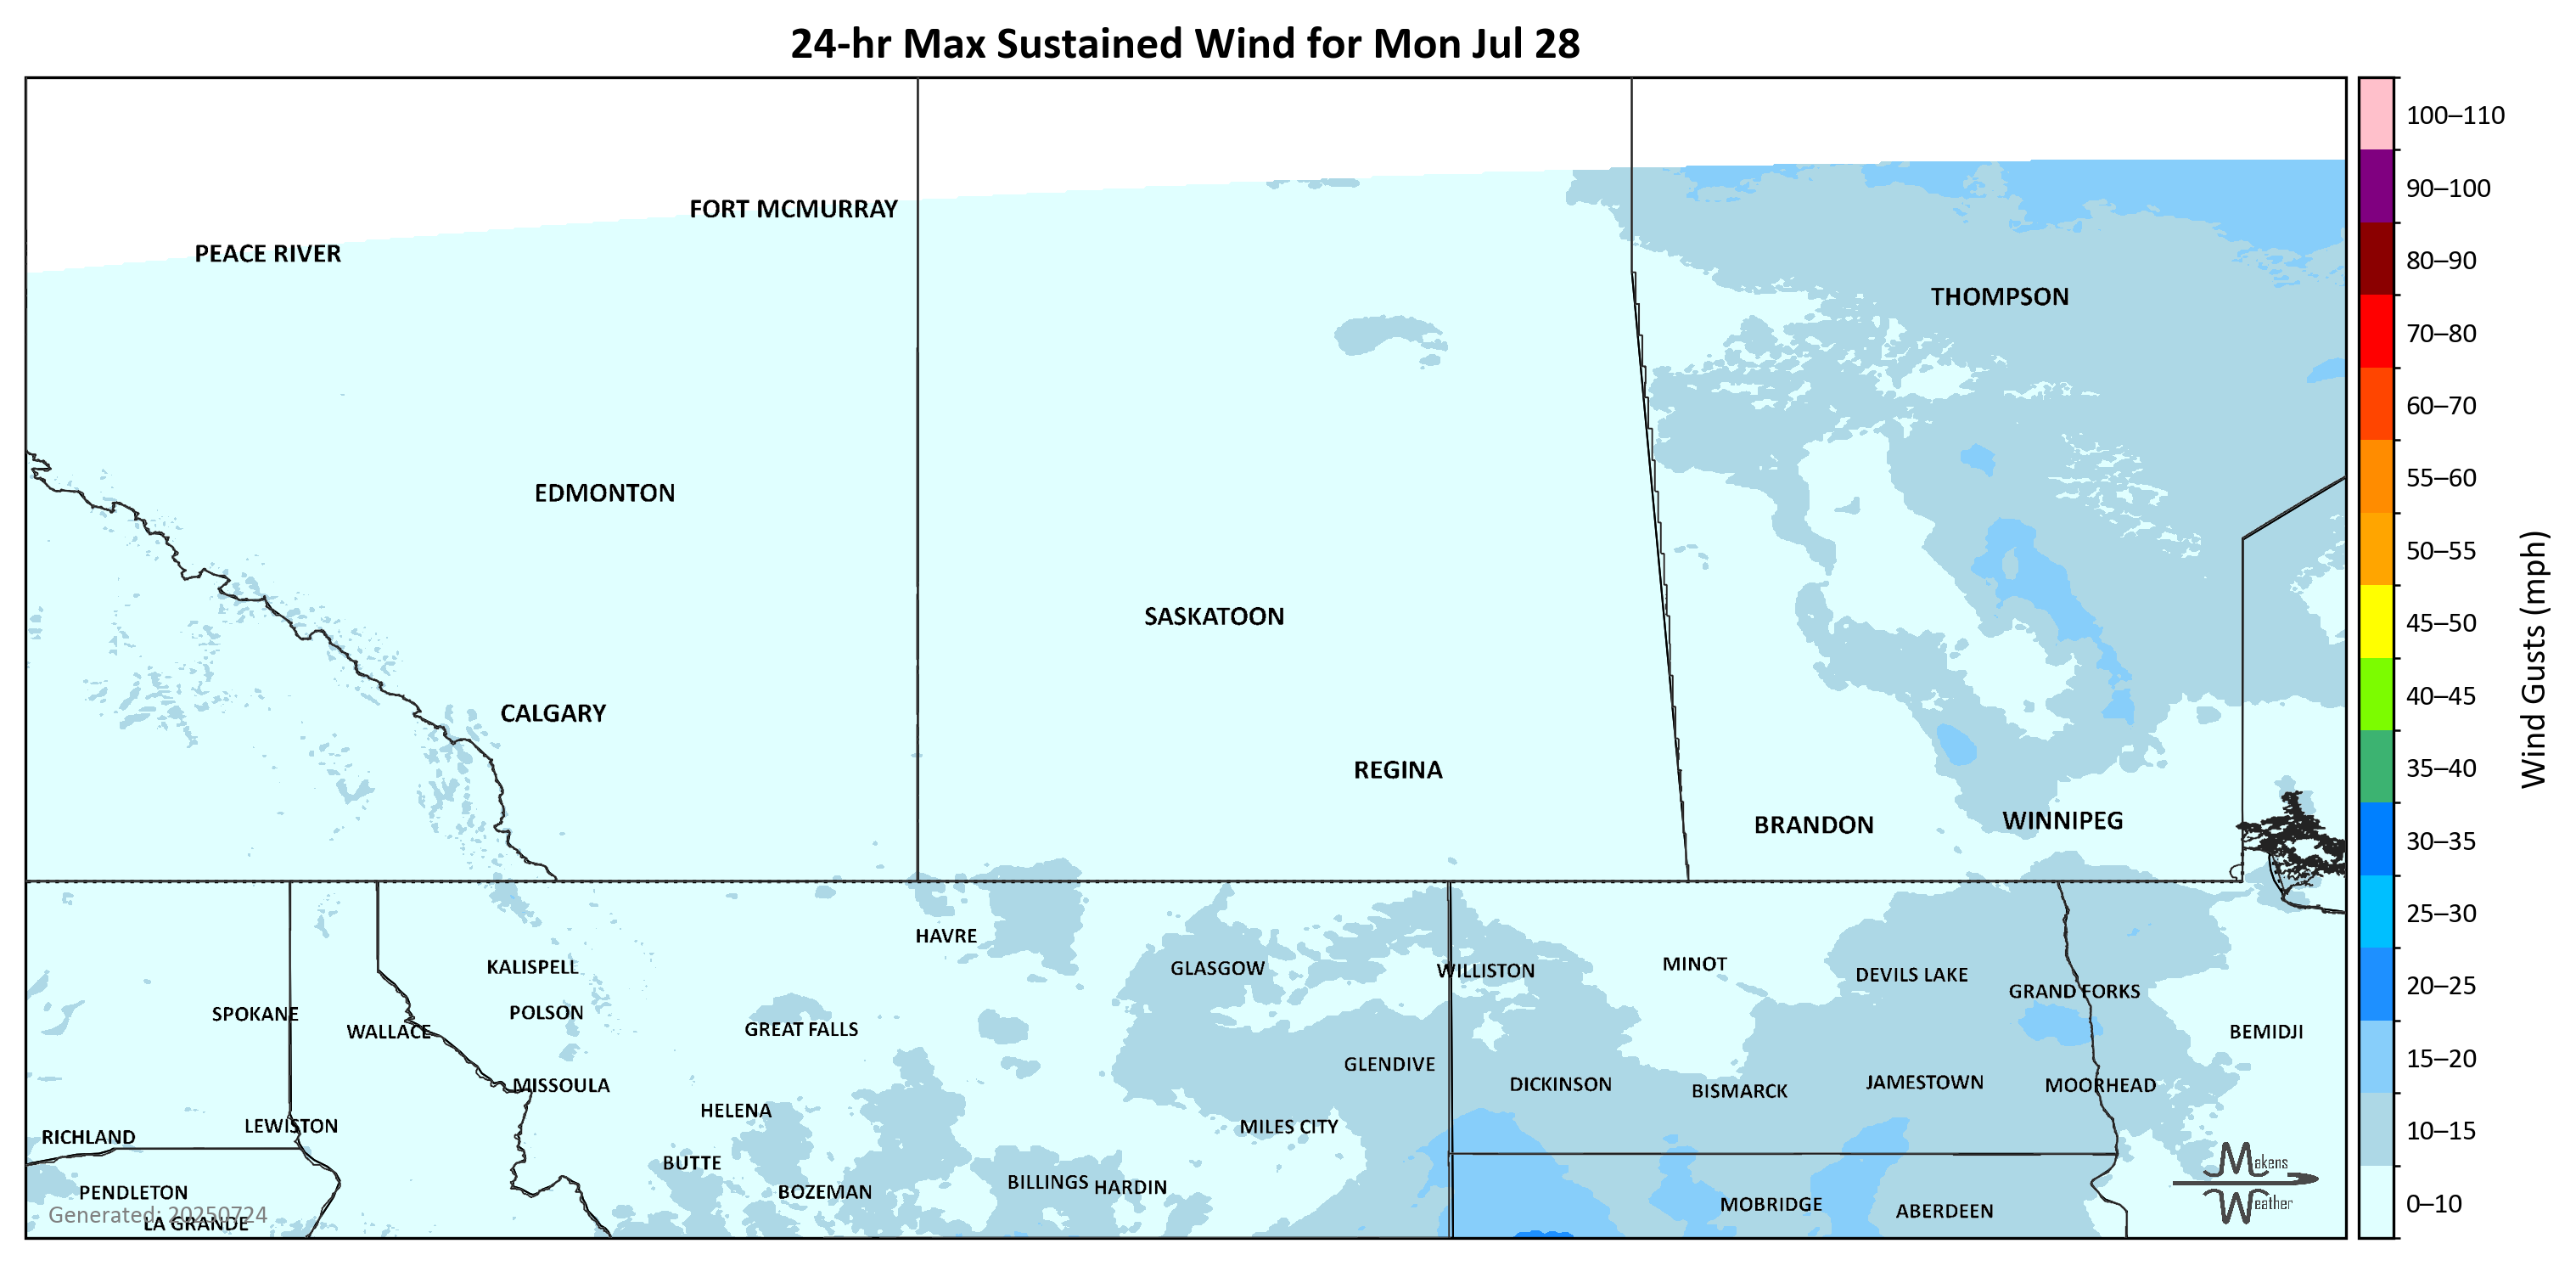 24-hr Max Sustained Wind for Mon Jul 28
100–110
90–100
80–90
70–80
60–70
55–60
50–55
45–50
40–45
35–40
30–35
25–30
20–25
15–20
10–15
0–10
Wind Gusts (mph)
FORT MCMURRAY
PEACE RIVER
THOMPSON
EDMONTON
SASKATOON
CALGARY
REGINA
BRANDON
WINNIPEG
HAVRE
KALISPELL
GLASGOW
WILLISTON
MINOT
DEVILS LAKE
GRAND FORKS
SPOKANE
POLSON
WALLACE
GREAT FALLS
BEMIDJI
GLENDIVE
MISSOULA
DICKINSON
BISMARCK
JAMESTOWN
MOORHEAD
HELENA
LEWISTON
MILES CITY
RICHLAND
BUTTE
BOZEMAN
BILLINGS
HARDIN
PENDLETON
MOBRIDGE
ABERDEEN
LA GRANDE
Generated: 20250724
Makens
Weather